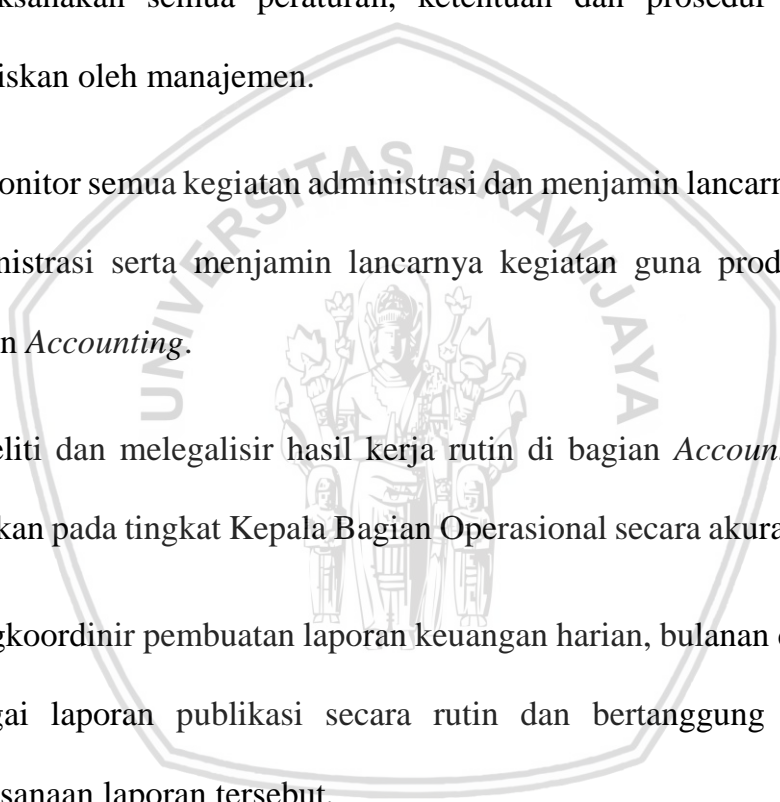 ksanakan semua peraturan, ketentuan dan prosedur
iskan oleh manajemen.
onitor semua kegiatan administrasi dan menjamin lancarn
nistrasi serta menjamin lancarnya kegiatan guna prod
n Accounting.
eliti dan melegalisir hasil kerja rutin di bagian Accoun
kan pada tingkat Kepala Bagian Operasional secara akura
gkoordinir pembuatan laporan keuangan harian, bulanan
gai laporan publikasi secara rutin dan bertanggung
sanaan laporan tersebut.
UNIVERSITAS BRAWIJAYA